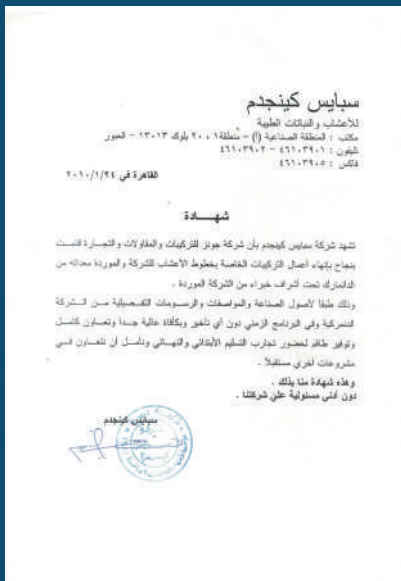 سبايس كينجدم
للأعشاب والنباتات الطبية
مكتب : المنطقة الصناعية (أ) – منطقة ١ ، ٢٠ بلوك ١٣٠١٣ – العبور
تليفون : ٤٦١٠٣٩٠١ – ٤٦١٠٣٩٠٢
فاكس : ٤٦١٠٣٩٠٥
القاهرة في ٢٠١٠/١/٢٤
شهـــادة
تشهد شركة سبايس كينجدم بأن شركة جونز للتركيبات والمقاولات والتجارة قامت
بنجاح بإنهاء أعمال التركيبات الخاصة بخطوط الأعشاب للشركة والموردة معداته من
الدانمارك تحت أشراف خبراء من الشركة الموردة .
وذلك طبقا لأصول الصناعة والمواصفات والرسومات التفصيلية من الشركة
الدنمركية وفي البرنامج الزمني دون أي تأخير وبكفاءة عالية جداً وتعاون كامل
وتوفير طاقم لحضور تجارب التسليم الأبتدائي والنهائي ونأمل أن نتعاون في
مشروعات أخري مستقبلاً .
وهذه شهادة منا بذلك .
دون أدني مسئولية علي شركتنا .
سبايس كينجدم